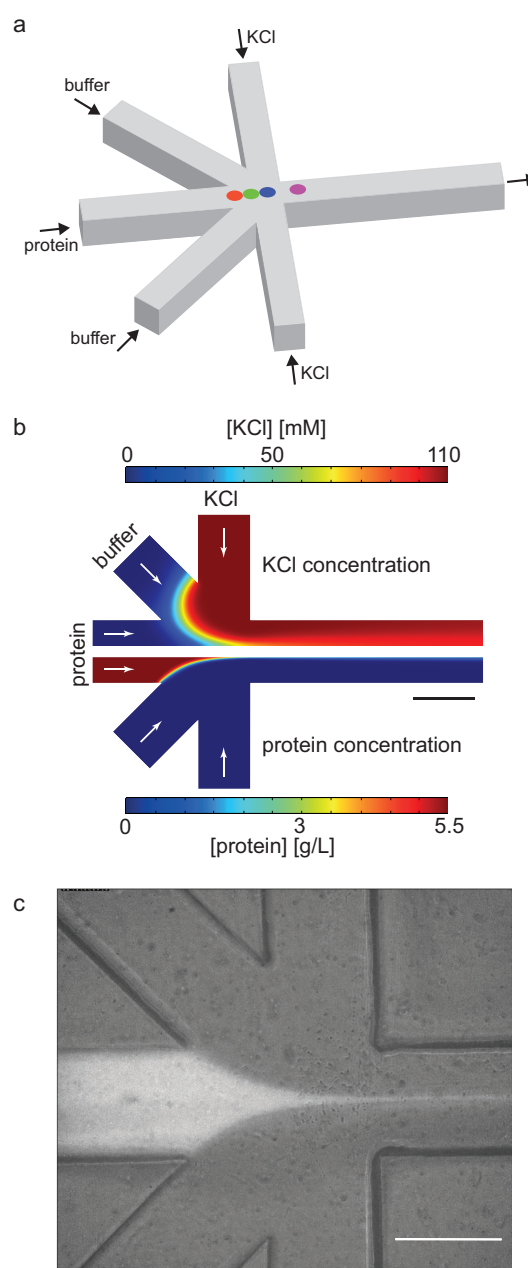 a
KCl
buffer
protein
buffer
KCl
b
[KCl] [mM]
0 50 110
KCl
buffer
KCl concentration
protein
protein concentration
0 3 5.5
[protein] [g/L]
c